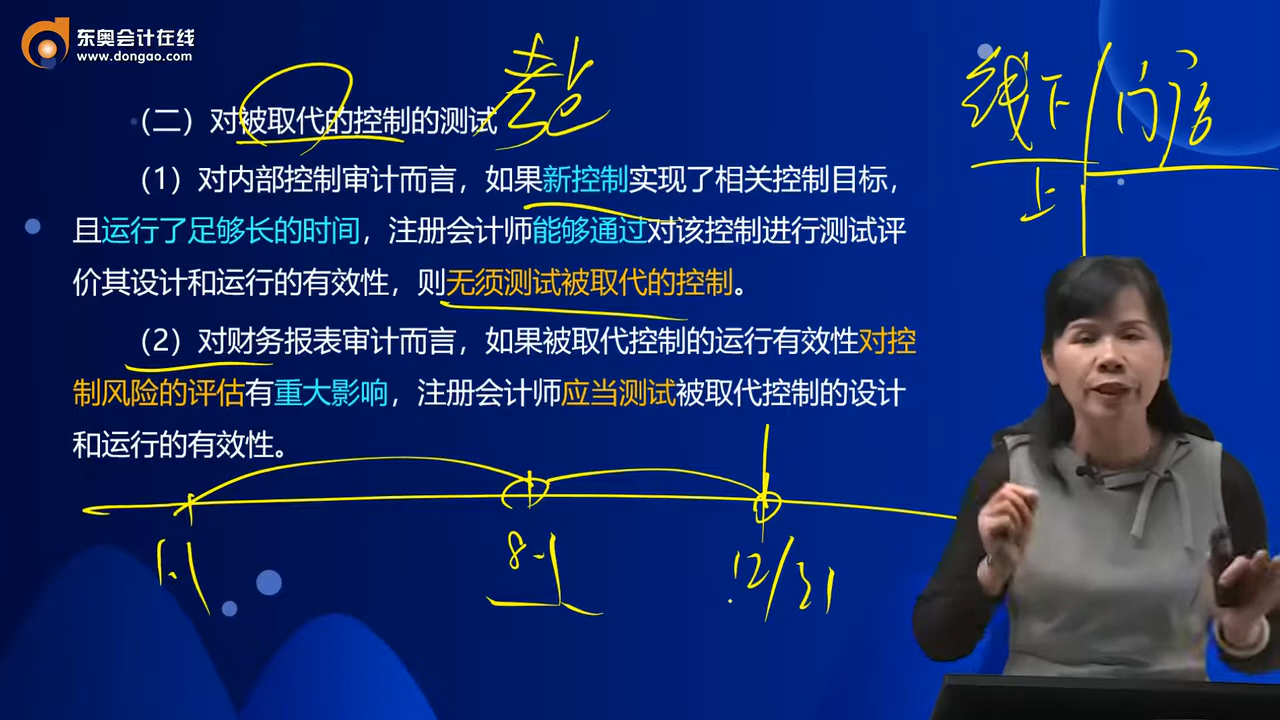 东奥会计在线
www.dongao.com
考点
线下
上
内
（二）对被取代的控制的测试
（1）对内部控制审计而言，如果新控制实现了相关控制目标，
且运行了足够长的时间，注册会计师能够通过对该控制进行测试评
价其设计和运行的有效性，则无须测试被取代的控制。
（2）对财务报表审计而言，如果被取代控制的运行有效性对控
制风险的评估有重大影响，注册会计师应当测试被取代控制的设计
和运行的有效性。
1.1
8-1
12/31